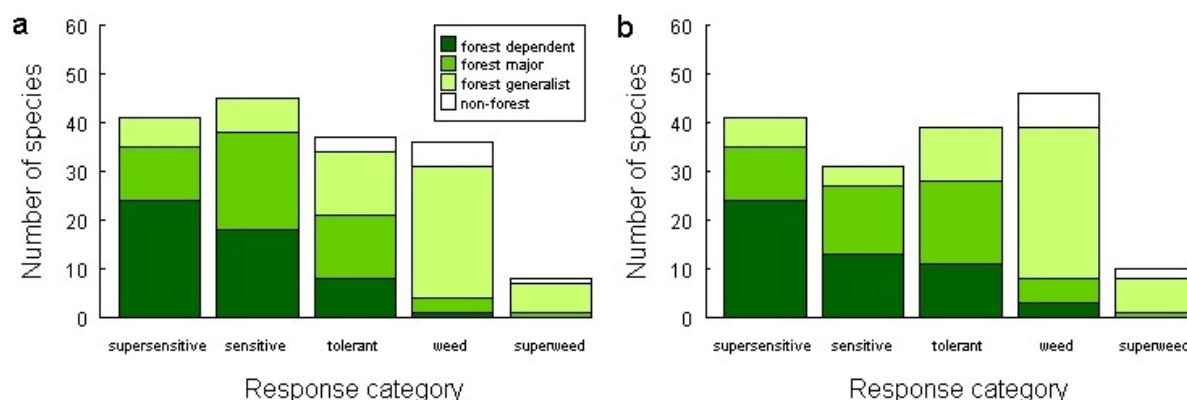 a
60
50
40
30
20
10
0
Number of species
forest dependent
forest major
forest generalist
non-forest
supersensitive sensitive tolerant weed superweed
Response category
b
60
50
40
30
20
10
0
Number of species
supersensitive sensitive tolerant weed superweed
Response category